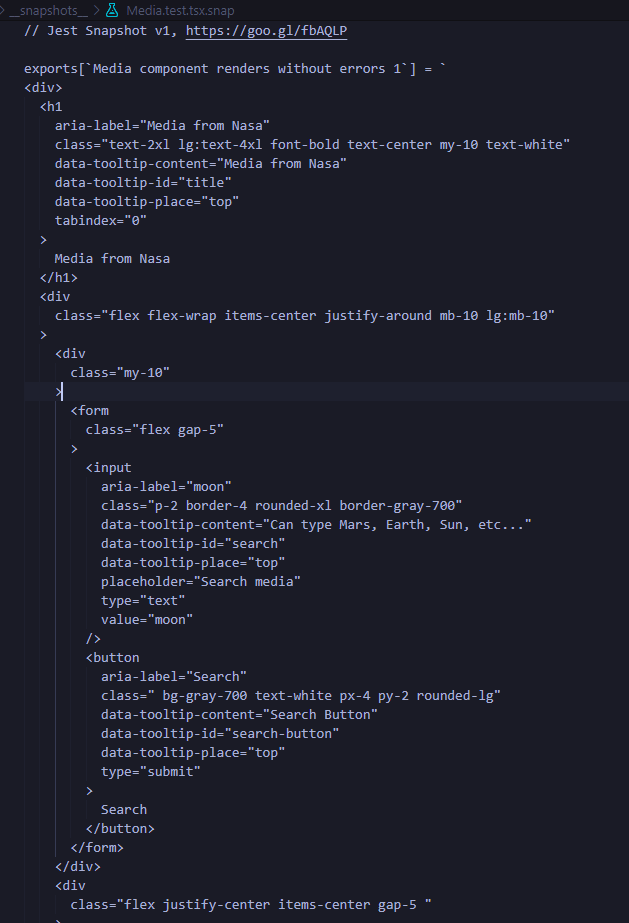 __snapshots__ > Media.test.tsx.snap
// Jest Snapshot v1, https://goo.gl/fbAQLP
exports[`Media component renders without errors 1`] = `
<div>
<h1
aria-label="Media from Nasa"
class="text-2xl lg:text-4xl font-bold text-center my-10 text-white"
data-tooltip-content="Media from Nasa"
data-tooltip-id="title"
data-tooltip-place="top"
tabindex="0"
>
Media from Nasa
</h1>
<div
class="flex flex-wrap items-center justify-around mb-10 lg:mb-10"
>
<div
class="my-10"
>
<form
class="flex gap-5"
>
<input
aria-label="moon"
class="p-2 border-4 rounded-xl border-gray-700"
data-tooltip-content="Can type Mars, Earth, Sun, etc..."
data-tooltip-id="search"
data-tooltip-place="top"
placeholder="Search media"
type="text"
value="moon"
/>
<button
aria-label="Search"
class=" bg-gray-700 text-white px-4 py-2 rounded-lg"
data-tooltip-content="Search Button"
data-tooltip-id="search-button"
data-tooltip-place="top"
type="submit"
>
Search
</button>
</form>
</div>
<div
class="flex justify-center items-center gap-5 "
>